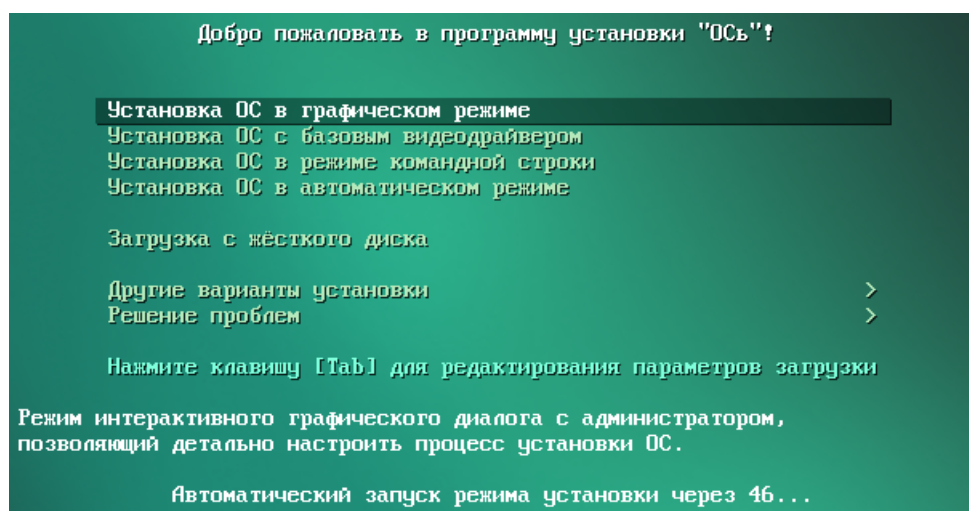 Добро пожаловать в программу установки "ОСь"!
Установка ОС в графическом режиме
Установка ОС с базовым видеодрайвером
Установка ОС в режиме командной строки
Установка ОС в автоматическом режиме
Загрузка с жёсткого диска
Другие варианты установки >
Решение проблем >
Нажмите клавишу [Tab] для редактирования параметров загрузки
Режим интерактивного графического диалога с администратором,
позволяющий детально настроить процесс установки ОС.
Автоматический запуск режима установки через 46...